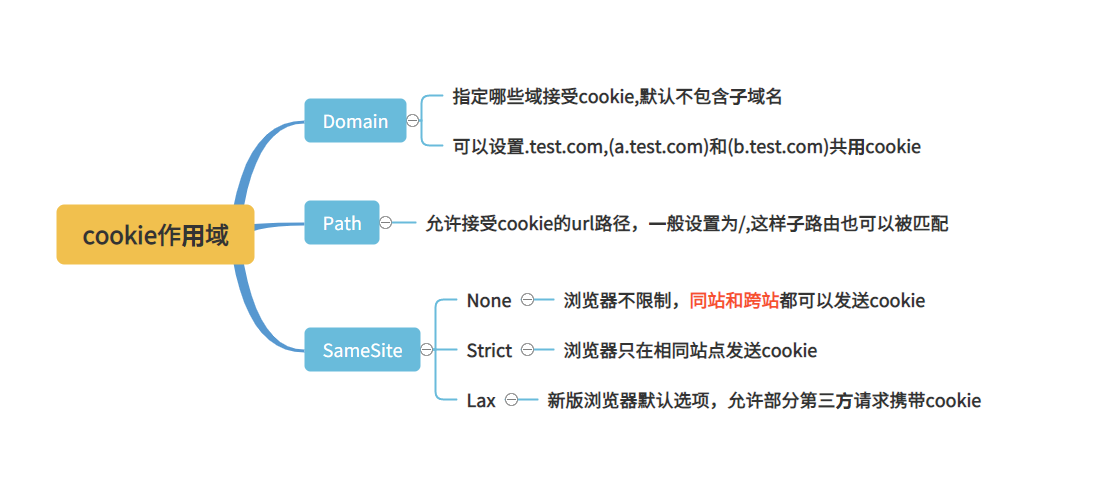 cookie作用域
Domain
指定哪些域接受cookie,默认不包含子域名
可以设置.test.com,(a.test.com)和(b.test.com)共用cookie
Path
允许接受cookie的url路径，一般设置为/,这样子路由也可以被匹配
SameSite
None
浏览器不限制，同站和跨站都可以发送cookie
Strict
浏览器只在相同站点发送cookie
Lax
新版浏览器默认选项，允许部分第三方请求携带cookie